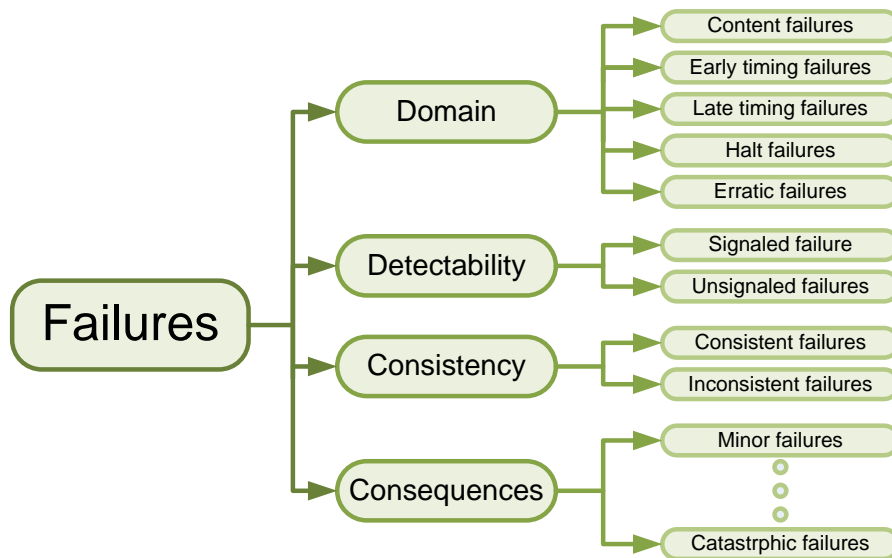 Failures
Domain
Content failures
Early timing failures
Late timing failures
Halt failures
Erratic failures
Detectability
Signaled failure
Unsignaled failures
Consistency
Consistent failures
Inconsistent failures
Consequences
Minor failures
Catastrphic failures